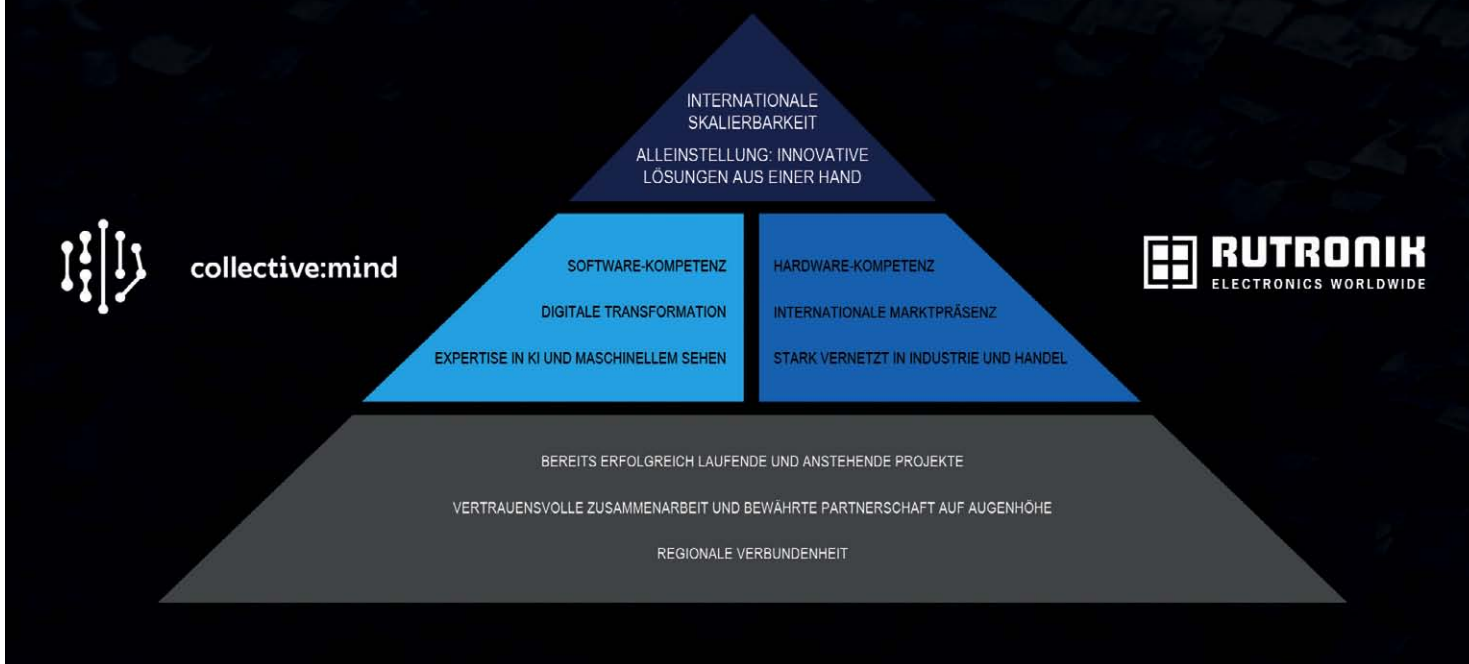 INTERNATIONALE
SKALIERBARKEIT
ALLEINSTELLUNG: INNOVATIVE
LÖSUNGEN AUS EINER HAND
collective:mind
SOFTWARE-KOMPETENZ
DIGITALE TRANSFORMATION
EXPERTISE IN KI UND MASCHINELLEM SEHEN
HARDWARE-KOMPETENZ
INTERNATIONALE MARKTPRÄSENZ
STARK VERNETZT IN INDUSTRIE UND HANDEL
RUTRONIK
ELECTRONICS WORLDWIDE
BEREITS ERFOLGREICH LAUFENDE UND ANSTEHENDE PROJEKTE
VERTRAUENSVOLLE ZUSAMMENARBEIT UND BEWÄHRTE PARTNERSCHAFT AUF AUGENHÖHE
REGIONALE VERBUNDENHEIT